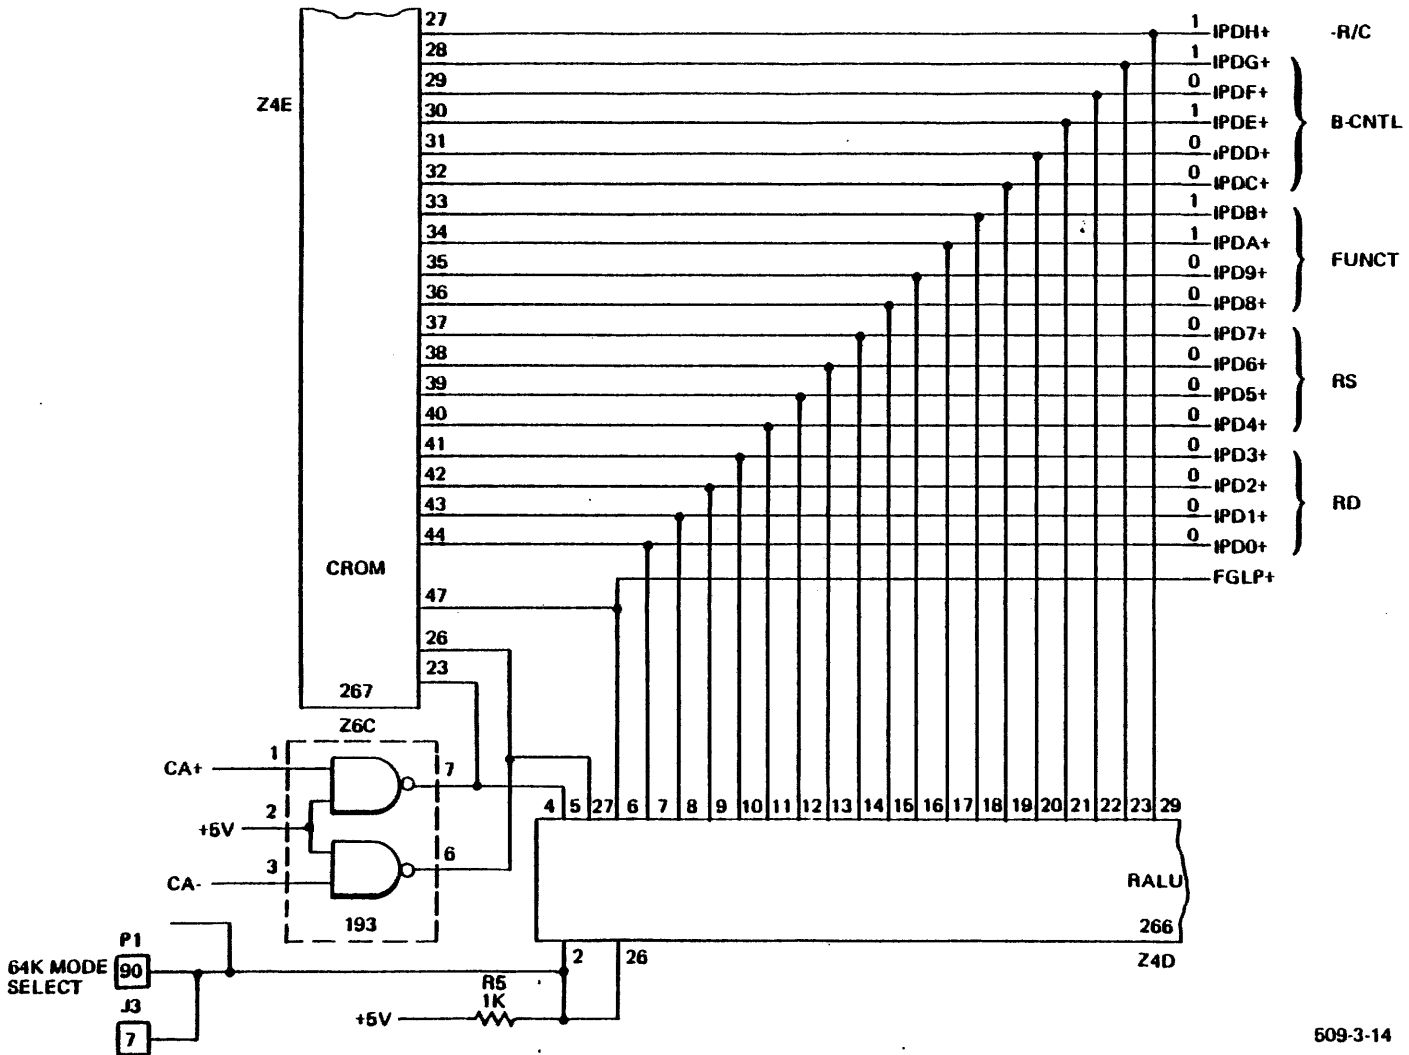 27 1 IPDH+ -R/C
28 1 IPDG+
29 0 IPDF+
Z4E
30 1 IPDE+ B-CNTL
31 0 IPDD+
32 0 IPDC+
33 1 IPDB+
34 1 IPDA+
35 0 IPD9+ FUNCT
36 0 IPD8+
37 0 IPD7+
38 0 IPD6+
39 0 IPD5+ RS
40 0 IPD4+
41 0 IPD3+
42 0 IPD2+
43 0 IPD1+ RD
44 0 IPD0+
CROM
FGLP+
47
26
23
267
Z6C
CA+ 1 7
+5V 2
CA- 3 6
193
4 5 27 6 7 8 9 10 11 12 13 14 15 16 17 18 19 20 21 22 23 29
RALU
266
Z4D
2 26
P1
64K MODE SELECT
90
J3
7
R5
1K
+5V
509-3-14